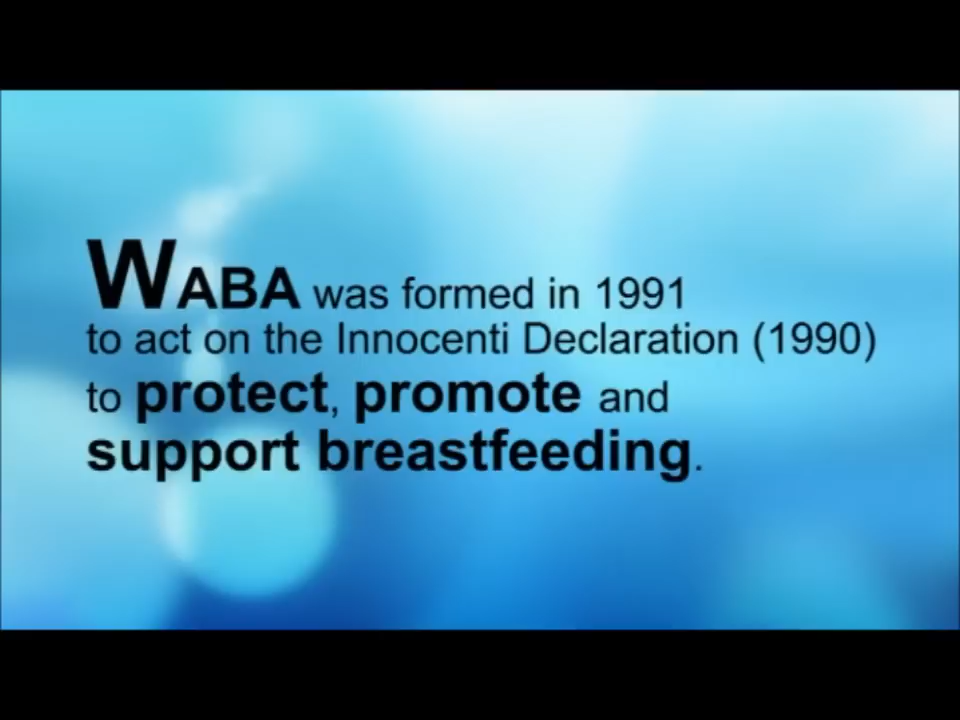 WABA was formed in 1991
to act on the Innocenti Declaration (1990)
to protect, promote and
support breastfeeding.